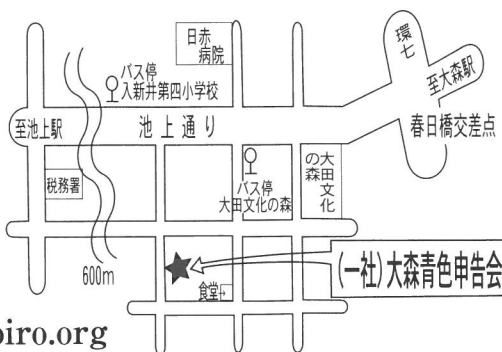 日赤
病院
環七
バス停
入新井第四小学校
至大森駅
至池上駅
池上通り
春日橋交差点
税務署
バス停
大田文化の森
大田文化
の森
600m
(一社)大森青色申告会
食堂
oiro.org